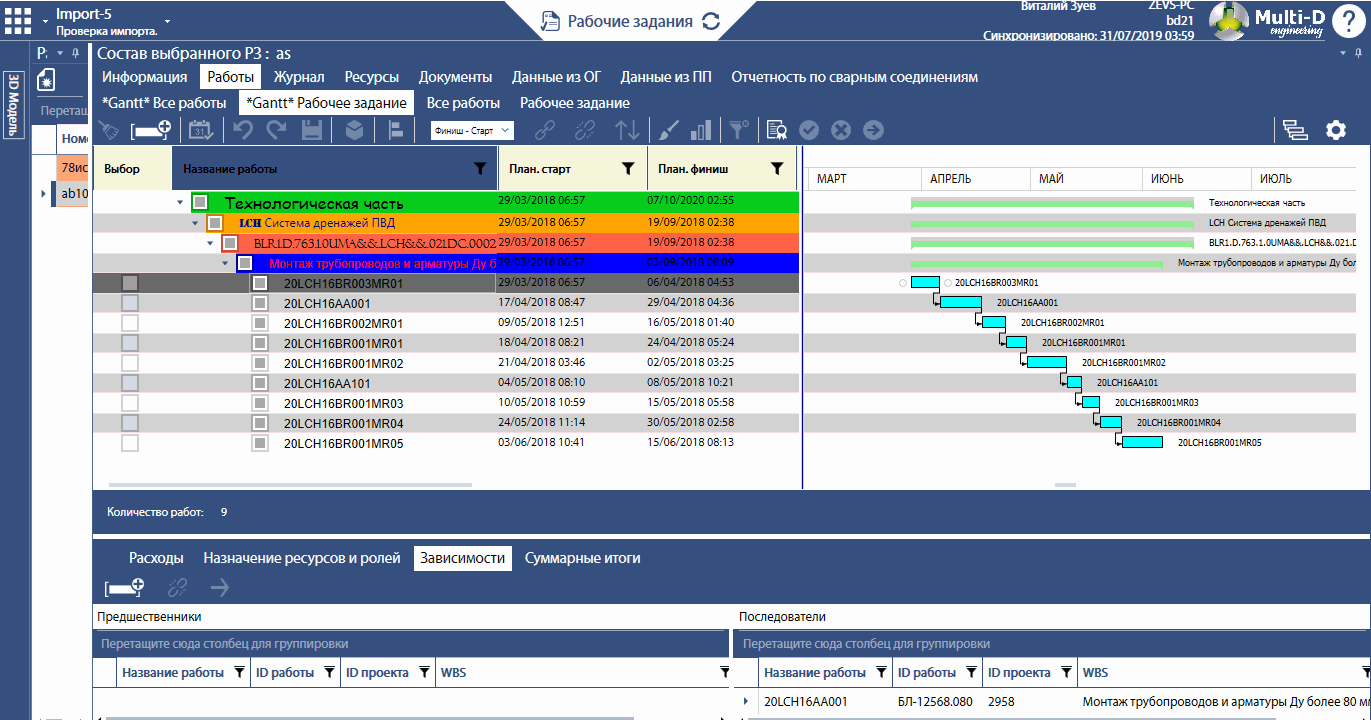 Import-5
Проверка импорта.
Рабочие задания
Виталий Зуев
ZEVS-PC
bd21
Синхронизировано: 31/07/2019 03:59
Multi-D
engineering
?
Р:
3D Модель
Состав выбранного РЗ : as
Информация Работы Журнал Ресурсы Документы Данные из ОГ Данные из ПП Отчетность по сварным соединениям
*Gantt* Все работы *Gantt* Рабочее задание Все работы Рабочее задание
Перетащ
Номе
78ис
ab10
31
Финиш - Старт
Выбор Название работы План. старт План. финиш
МАРТ АПРЕЛЬ МАЙ ИЮНЬ ИЮЛЬ
Технологическая часть 29/03/2018 06:57 07/10/2020 02:55 Технологическая часть
LCH Система дренажей ПВД 29/03/2018 06:57 19/09/2018 02:38 LCH Система дренажей ПВД
BLR1.D.763.1.0UMA&&.LCH&&.021.DC.0002 29/03/2018 06:57 19/09/2018 02:38 BLR1.D.763.1.0UMA&&.LCH&&.021.D
Монтаж трубопроводов и арматуры Ду б 29/03/2018 06:57 03/09/2018 08:09 Монтаж трубопроводов и арматуры Ду бол
20LCH16BR003MR01 29/03/2018 06:57 06/04/2018 04:53 20LCH16BR003MR01
20LCH16AA001 17/04/2018 08:47 29/04/2018 04:36 20LCH16AA001
20LCH16BR002MR01 09/05/2018 12:51 16/05/2018 01:40 20LCH16BR002MR01
20LCH16BR001MR01 18/04/2018 08:21 24/04/2018 05:24 20LCH16BR001MR01
20LCH16BR001MR02 21/04/2018 03:46 02/05/2018 03:25 20LCH16BR001MR02
20LCH16AA101 04/05/2018 08:10 08/05/2018 10:21 20LCH16AA101
20LCH16BR001MR03 10/05/2018 10:59 15/05/2018 05:58 20LCH16BR001MR03
20LCH16BR001MR04 24/05/2018 11:14 30/05/2018 02:58 20LCH16BR001MR04
20LCH16BR001MR05 03/06/2018 10:41 15/06/2018 08:13 20LCH16BR001MR05
Количество работ: 9
Расходы Назначение ресурсов и ролей Зависимости Суммарные итоги
Предшественники
Перетащите сюда столбец для группировки
Название работы ID работы ID проекта WBS
Последователи
Перетащите сюда столбец для группировки
Название работы ID работы ID проекта WBS
20LCH16AA001 БЛ-12568.080 2958 Монтаж трубопроводов и арматуры Ду более 80 мм